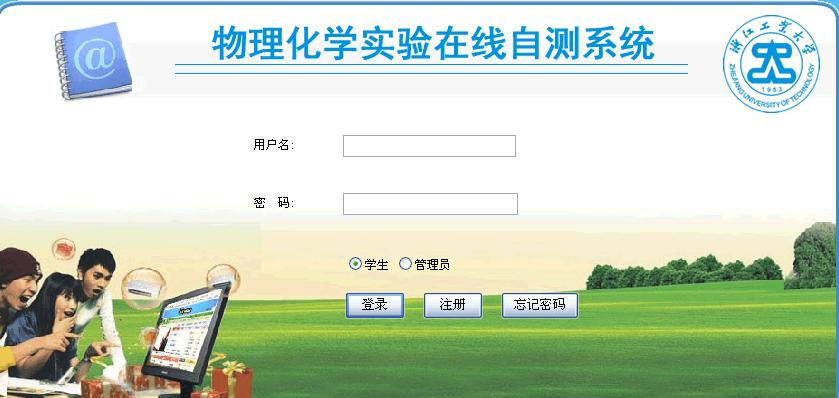 物理化学实验在线自测系统
@
浙江工业大学
1953
ZHEJIANG UNIVERSITY OF TECHNOLOGY
用户名:
密 码:
学生 管理员
登录 注册 忘记密码